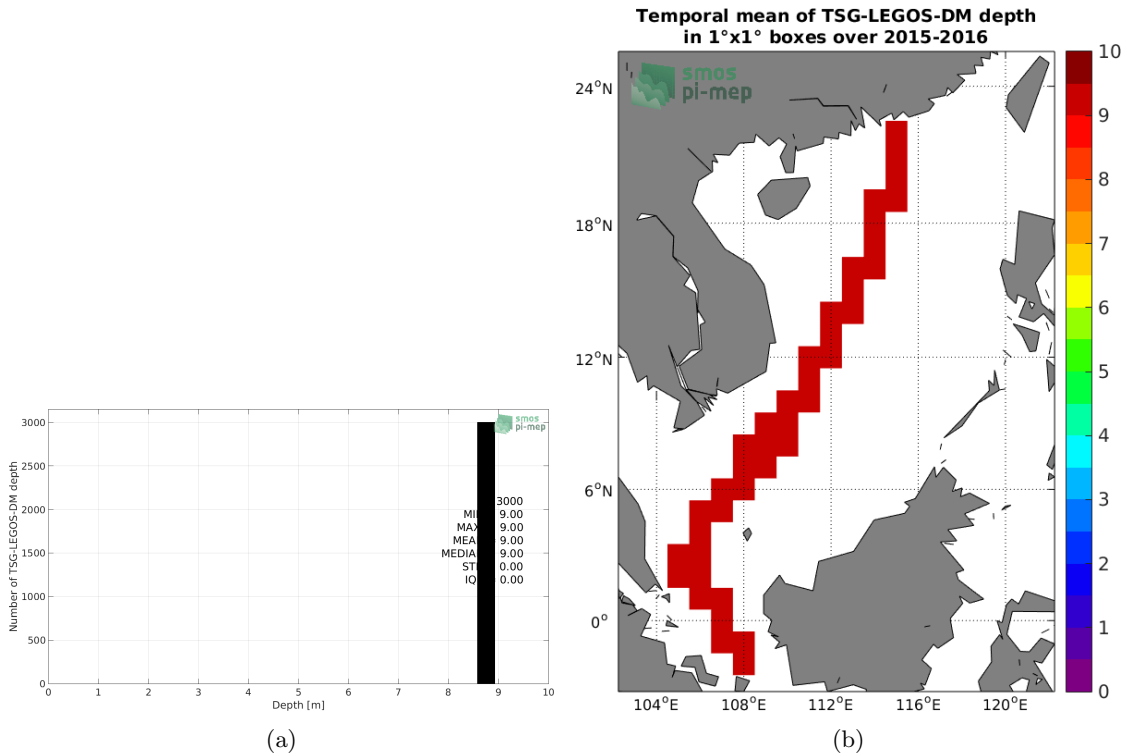 smos
pi-mep
3000
2500
2000
1500
1000
500
0
Number of TSG-LEGOS-DM depth
3000
9.00
9.00
9.00
9.00
0.00
0.00
0 1 2 3 4 5 6 7 8 9 10
Depth [m]
(a)
Temporal mean of TSG-LEGOS-DM depth
in 1°x1° boxes over 2015-2016
smos
pi-mep
24°N
18°N
12°N
6°N
0°
104°E 108°E 112°E 116°E 120°E
10
9
8
7
6
5
4
3
2
1
0
(b)